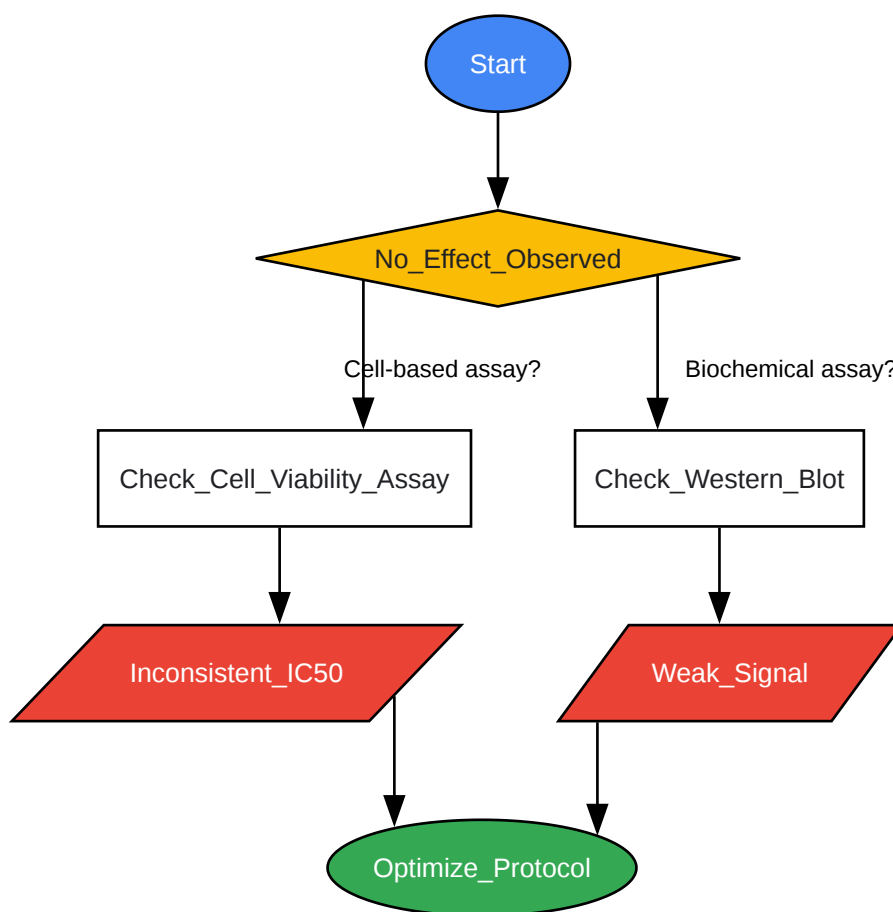 Start
No_Effect_Observed
Cell-based assay?
Biochemical assay?
Check_Cell_Viability_Assay
Check_Western_Blot
Inconsistent_IC50
Weak_Signal
Optimize_Protocol